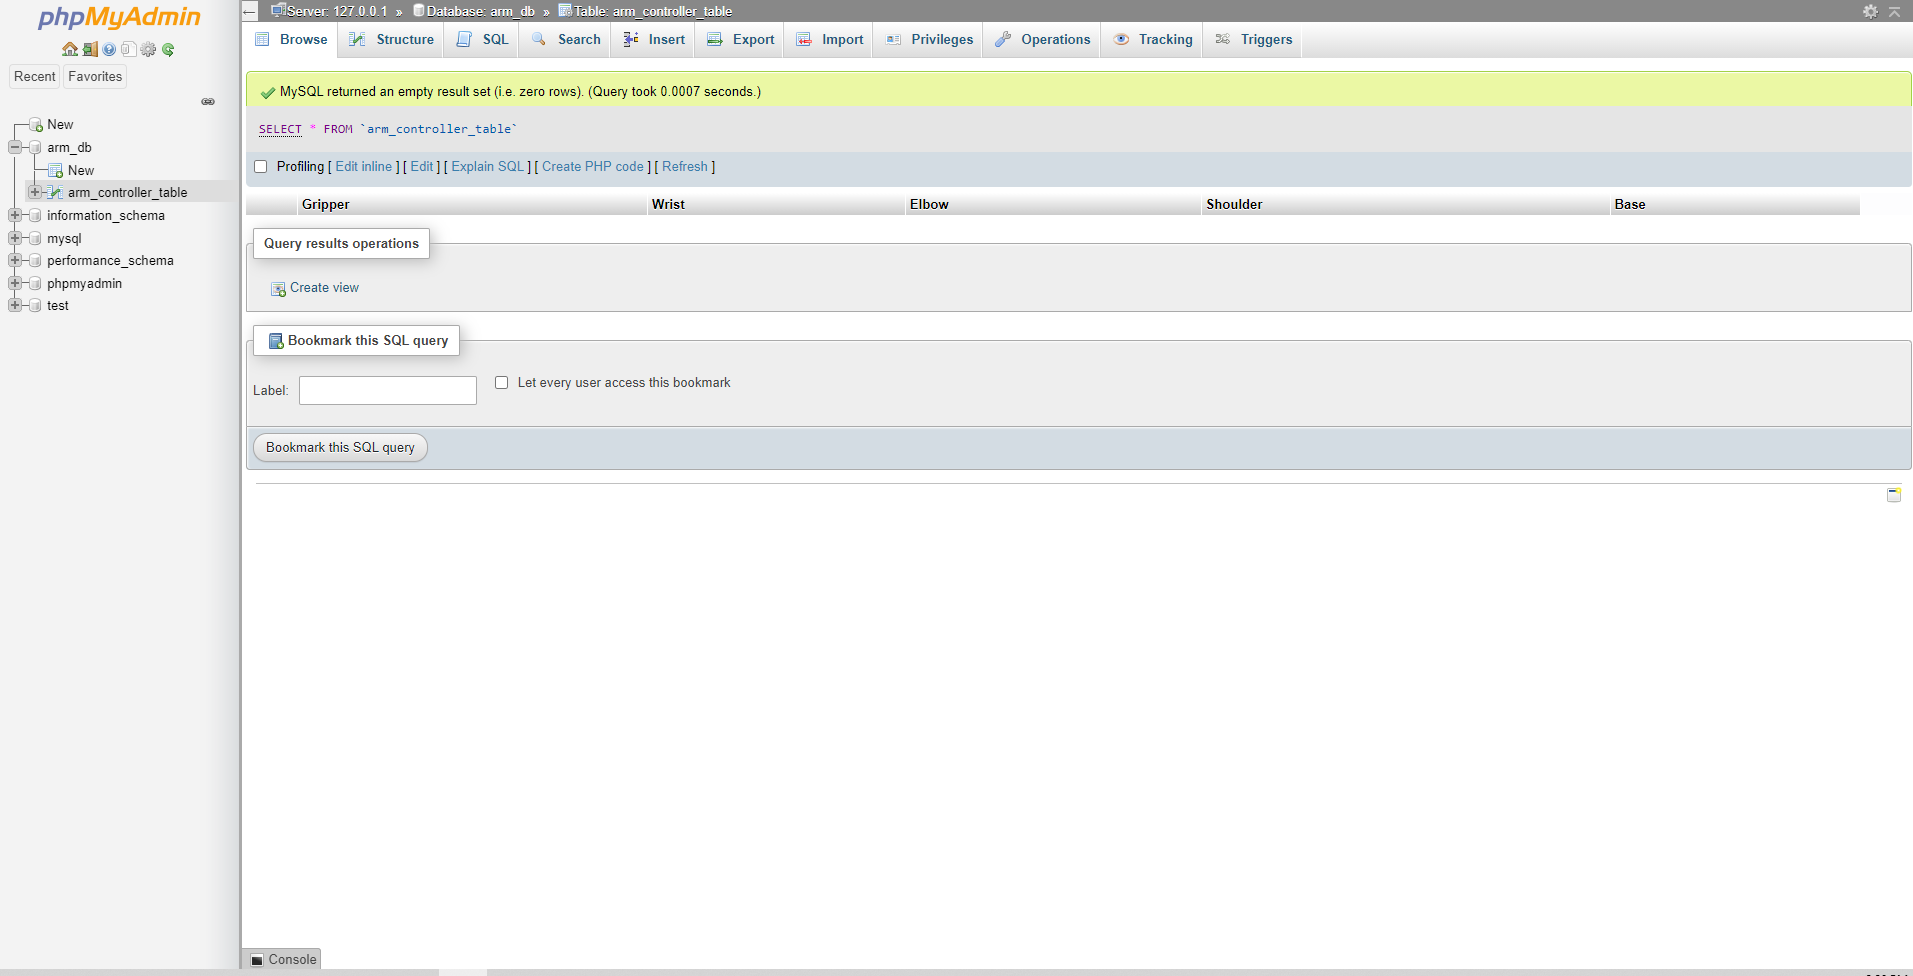 phpMyAdmin
Recent Favorites
New
arm_db
New
arm_controller_table
information_schema
mysql
performance_schema
phpmyadmin
test
Server: 127.0.0.1 » Database: arm_db » Table: arm_controller_table
Browse Structure SQL Search Insert Export Import Privileges Operations Tracking Triggers
MySQL returned an empty result set (i.e. zero rows). (Query took 0.0007 seconds.)
SELECT * FROM `arm_controller_table`
Profiling [ Edit inline ] [ Edit ] [ Explain SQL ] [ Create PHP code ] [ Refresh ]
Gripper Wrist Elbow Shoulder Base
Query results operations
Create view
Bookmark this SQL query
Label: Let every user access this bookmark
Bookmark this SQL query
Console